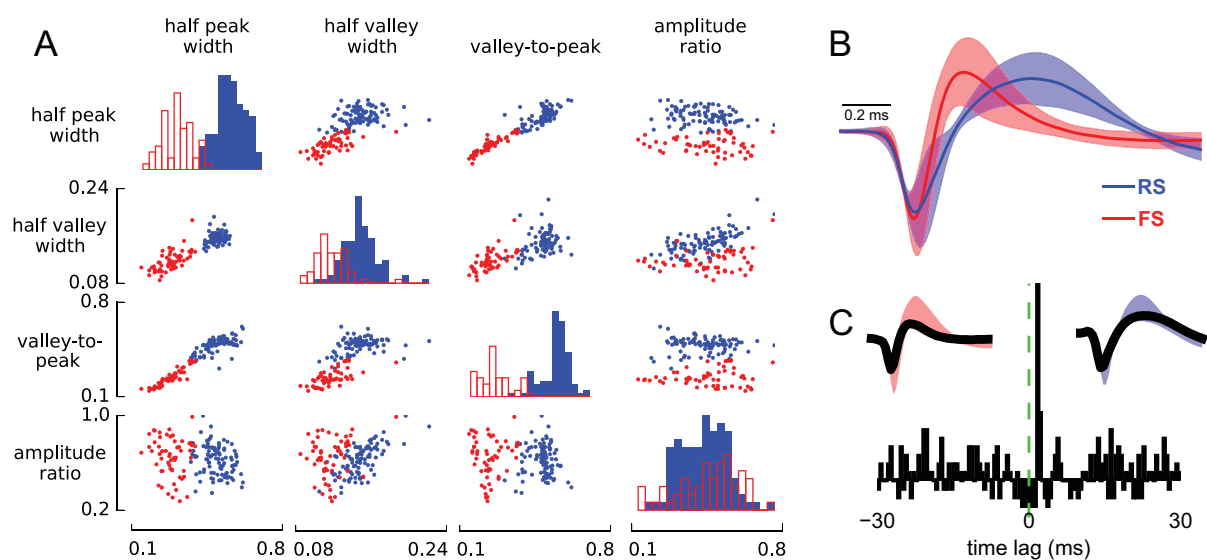 A
half peak
width
half valley
width
valley-to-peak
amplitude
ratio
half peak
width
0.24
half valley
width
0.08
0.8
valley-to-
peak
0.1
1.0
amplitude
ratio
0.2
0.1
0.8
0.08
0.24
0.1
0.8
0.1
0.8
B
0.2 ms
RS
FS
C
−30
0
30
time lag (ms)